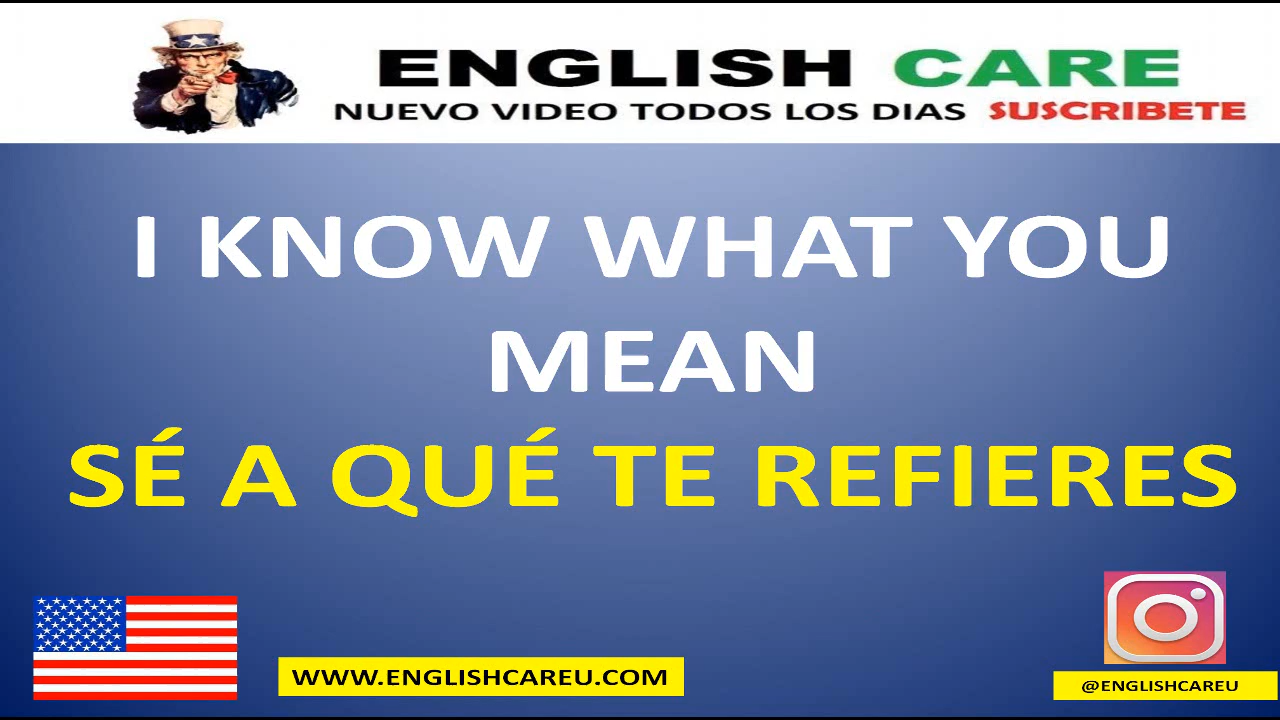 ENGLISH CARE
NUEVO VIDEO TODOS LOS DIAS SUSCRIBETE
I KNOW WHAT YOU
MEAN
SÉ A QUÉ TE REFIERES
WWW.ENGLISHCAREU.COM
@ENGLISHCAREU